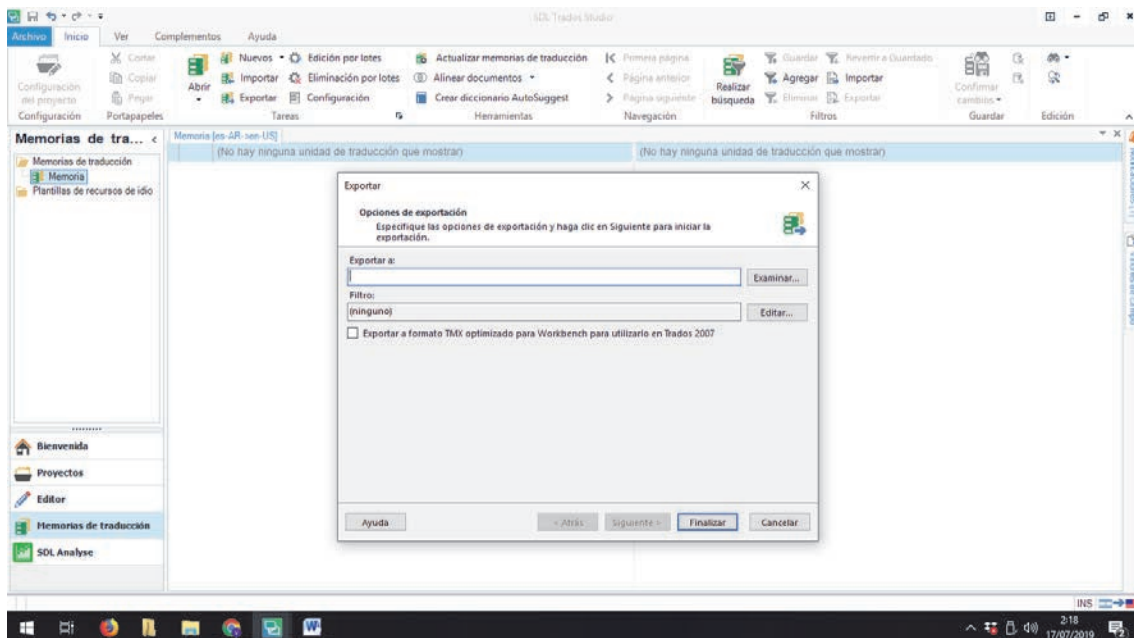 SDL Trados Studio
Archivo Inicio Ver Complementos Ayuda
Configuración del proyecto
Cortar
Copiar
Pegar
Abrir
Nuevos
Importar
Exportar
Edición por lotes
Eliminación por lotes
Configuración
Actualizar memorias de traducción
Alinear documentos
Crear diccionario AutoSuggest
Primera página
Página anterior
Página siguiente
Realizar búsqueda
Guardar
Agregar
Eliminar
Revertir a Guardado
Importar
Exportar
Confirmar cambios
Configuración Portapapeles Tareas Herramientas Navegación Filtros Guardar Edición
Memorias de tra...
Memorias de traducción
Memoria
Plantillas de recursos de idio
Memoria [es-AR->en-US]
(No hay ninguna unidad de traducción que mostrar) (No hay ninguna unidad de traducción que mostrar)
Exportar
Opciones de exportación
Especifique las opciones de exportación y haga clic en Siguiente para iniciar la
exportación.
Exportar a:
Examinar...
Filtro:
(ninguno) Editar...
Exportar a formato TMX optimizado para Workbench para utilizarlo en Trados 2007
Ayuda < Atrás Siguiente > Finalizar Cancelar
Bienvenida
Proyectos
Editor
Memorias de traducción
SDL Analyse
INS
2:18
17/07/2019